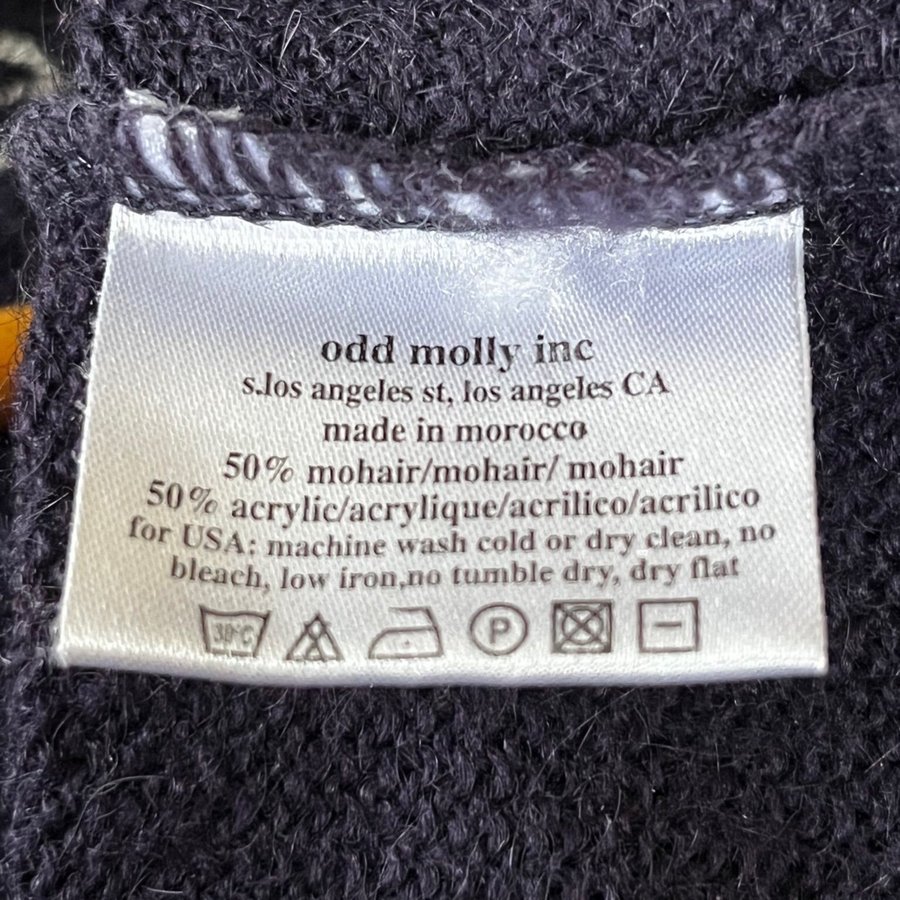 odd molly inc
s.los angeles st, los angeles CA
made in morocco
50% mohair/mohair/ mohair
50% acrylic/acrylique/acrilico/acrilico
for USA: machine wash cold or dry clean, no
bleach, low iron,no tumble dry, dry flat
30°C P